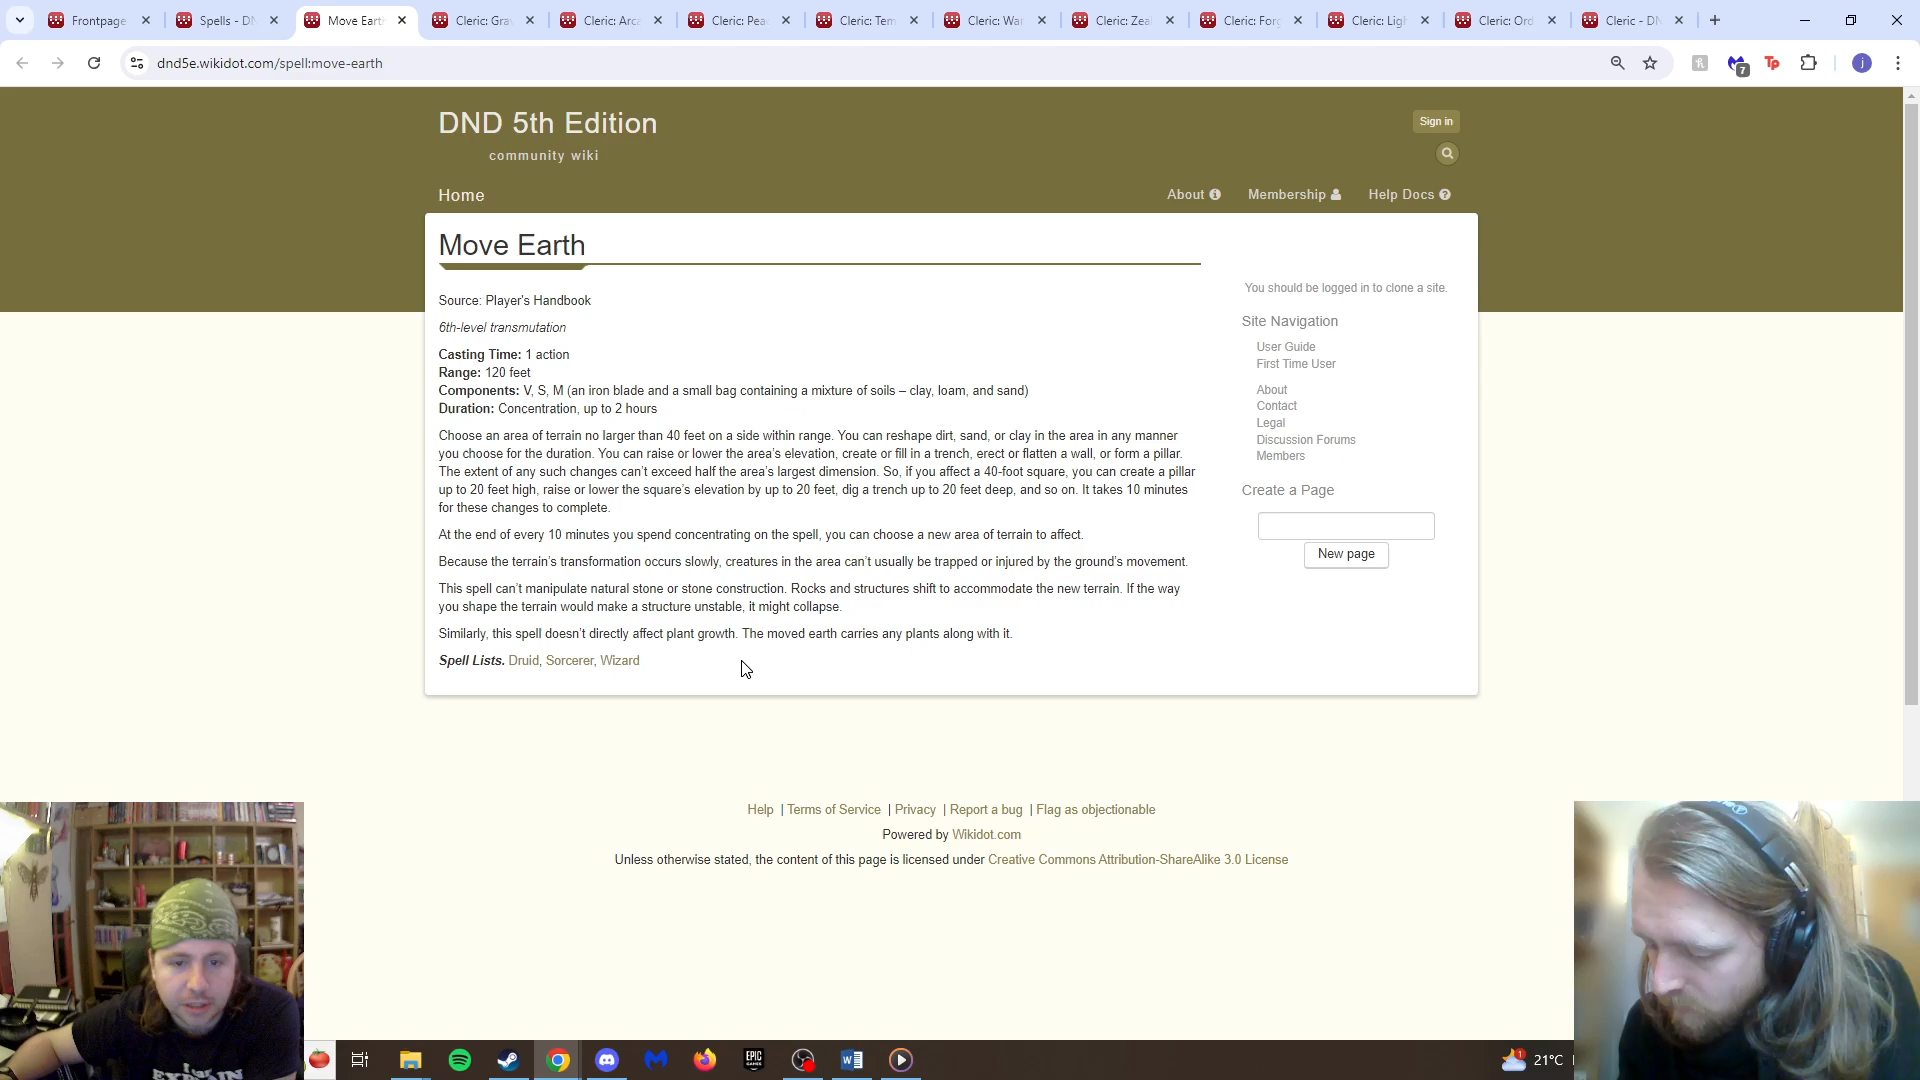 Frontpage
Spells - DN
Move Earth
Cleric: Gra
Cleric: Arca
Cleric: Peac
Cleric: Tem
Cleric: War
Cleric: Zeal
Cleric: Forg
Cleric: Ligh
Cleric: Ord
Cleric - DN
dnd5e.wikidot.com/spell:move-earth
7
Tp
j
DND 5th Edition
community wiki
Sign in
Home
About
Membership
Help Docs
Move Earth
Source: Player's Handbook
6th-level transmutation
Casting Time: 1 action
Range: 120 feet
Components: V, S, M (an iron blade and a small bag containing a mixture of soils – clay, loam, and sand)
Duration: Concentration, up to 2 hours
Choose an area of terrain no larger than 40 feet on a side within range. You can reshape dirt, sand, or clay in the area in any manner
you choose for the duration. You can raise or lower the area's elevation, create or fill in a trench, erect or flatten a wall, or form a pillar.
The extent of any such changes can't exceed half the area's largest dimension. So, if you affect a 40-foot square, you can create a pillar
up to 20 feet high, raise or lower the square's elevation by up to 20 feet, dig a trench up to 20 feet deep, and so on. It takes 10 minutes
for these changes to complete.
At the end of every 10 minutes you spend concentrating on the spell, you can choose a new area of terrain to affect.
Because the terrain's transformation occurs slowly, creatures in the area can't usually be trapped or injured by the ground's movement.
This spell can't manipulate natural stone or stone construction. Rocks and structures shift to accommodate the new terrain. If the way
you shape the terrain would make a structure unstable, it might collapse.
Similarly, this spell doesn't directly affect plant growth. The moved earth carries any plants along with it.
Spell Lists. Druid, Sorcerer, Wizard
You should be logged in to clone a site.
Site Navigation
User Guide
First Time User
About
Contact
Legal
Discussion Forums
Members
Create a Page
New page
Help | Terms of Service | Privacy | Report a bug | Flag as objectionable
Powered by Wikidot.com
Unless otherwise stated, the content of this page is licensed under Creative Commons Attribution-ShareAlike 3.0 License
EPIC
1
21°C